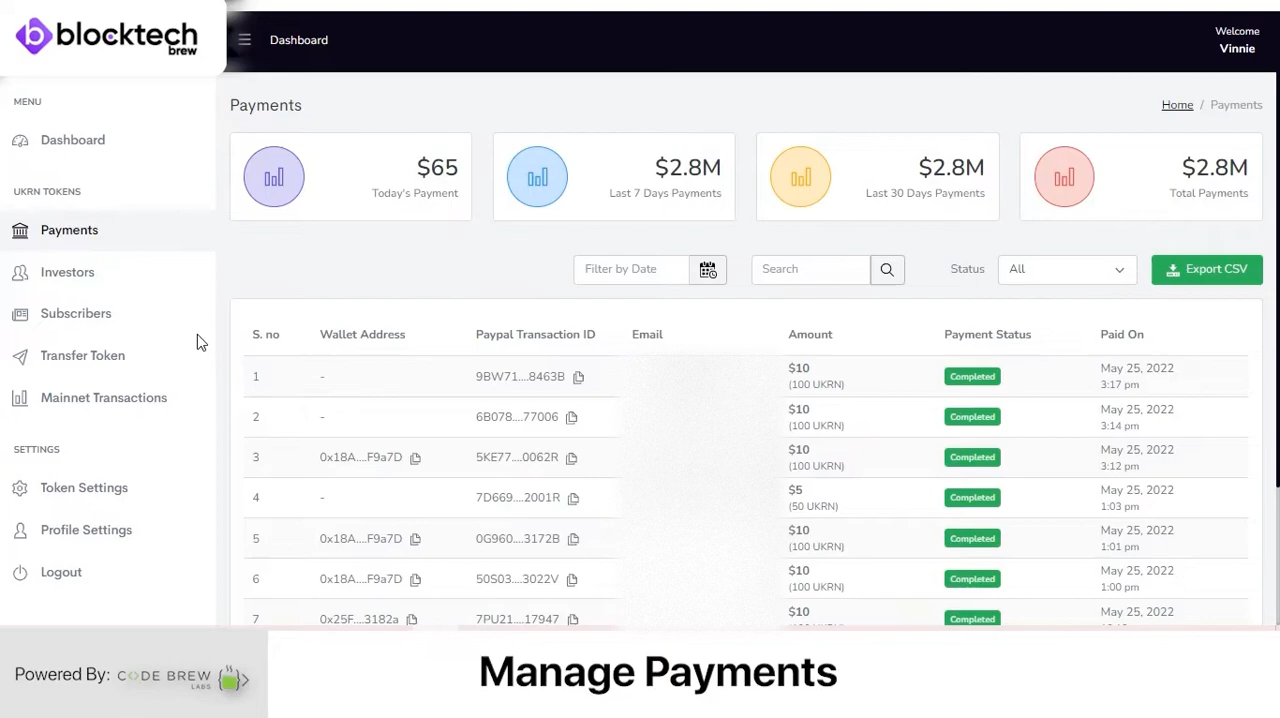 blocktech
brew
Dashboard
Welcome
Vinnie
MENU
Dashboard
UKRN TOKENS
Payments
Investors
Subscribers
Transfer Token
Mainnet Transactions
SETTINGS
Token Settings
Profile Settings
Logout
Payments
Home / Payments
$65
Today's Payment
$2.8M
Last 7 Days Payments
$2.8M
Last 30 Days Payments
$2.8M
Total Payments
Filter by Date
Search
Status
All
Export CSV
S. no Wallet Address Paypal Transaction ID Email Amount Payment Status Paid On
1 - 9BW71....8463B $10 Completed May 25, 2022
(100 UKRN) 3:17 pm
2 - 6B078....77006 $10 Completed May 25, 2022
(100 UKRN) 3:14 pm
3 0x18A....F9a7D 5KE77....0062R $10 Completed May 25, 2022
(100 UKRN) 3:12 pm
4 - 7D669....2001R $5 Completed May 25, 2022
(50 UKRN) 1:03 pm
5 0x18A....F9a7D 0G960....3172B $10 Completed May 25, 2022
(100 UKRN) 1:01 pm
6 0x18A....F9a7D 50S03....3022V $10 Completed May 25, 2022
(100 UKRN) 1:00 pm
7 0x25F....3182a 7PU21....17947 $10 Completed May 25, 2022
Powered By: CODE BREW
LABS
Manage Payments